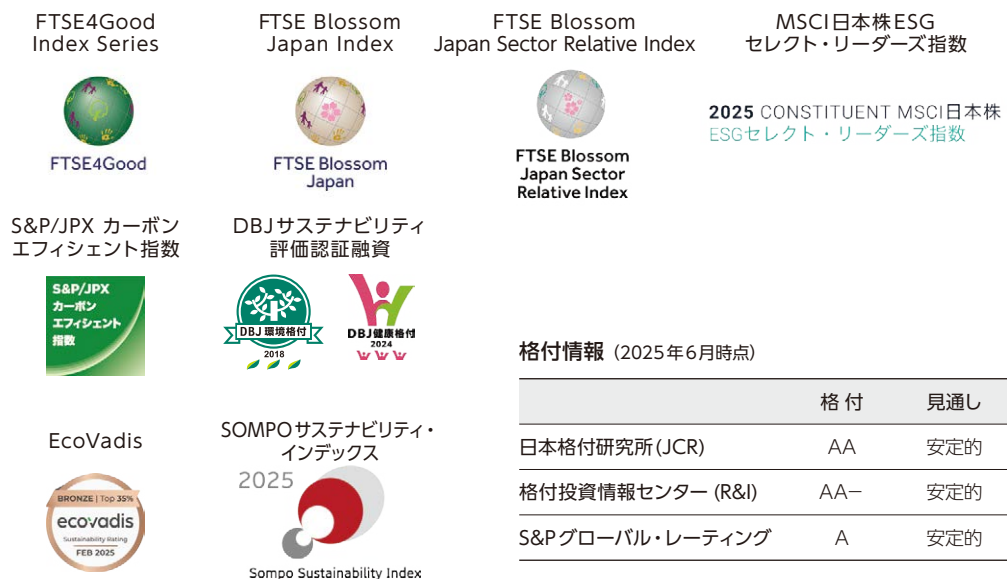 FTSE4Good
Index Series
FTSE4Good
FTSE Blossom
Japan Index
FTSE Blossom
Japan
FTSE Blossom
Japan Sector Relative Index
FTSE Blossom
Japan Sector
Relative Index
MSCI日本株ESG
セレクト・リーダーズ指数
2025 CONSTITUENT MSCI日本株
ESGセレクト・リーダーズ指数
S&P/JPX カーボン
エフィシェント指数
S&P/JPX
カーボン
エフィシェント
指数
DBJサステナビリティ
評価認証融資
DBJ 環境格付
2018
DBJ健康格付
2024
EcoVadis
BRONZE | Top 35%
ecovadis
Sustainability Rating
FEB 2025
SOMPOサステナビリティ・
インデックス
2025
Sompo Sustainability Index
格付情報 (2025年6月時点)
格 付 見通し
日本格付研究所(JCR) AA 安定的
格付投資情報センター (R&I) AA− 安定的
S&Pグローバル・レーティング A 安定的